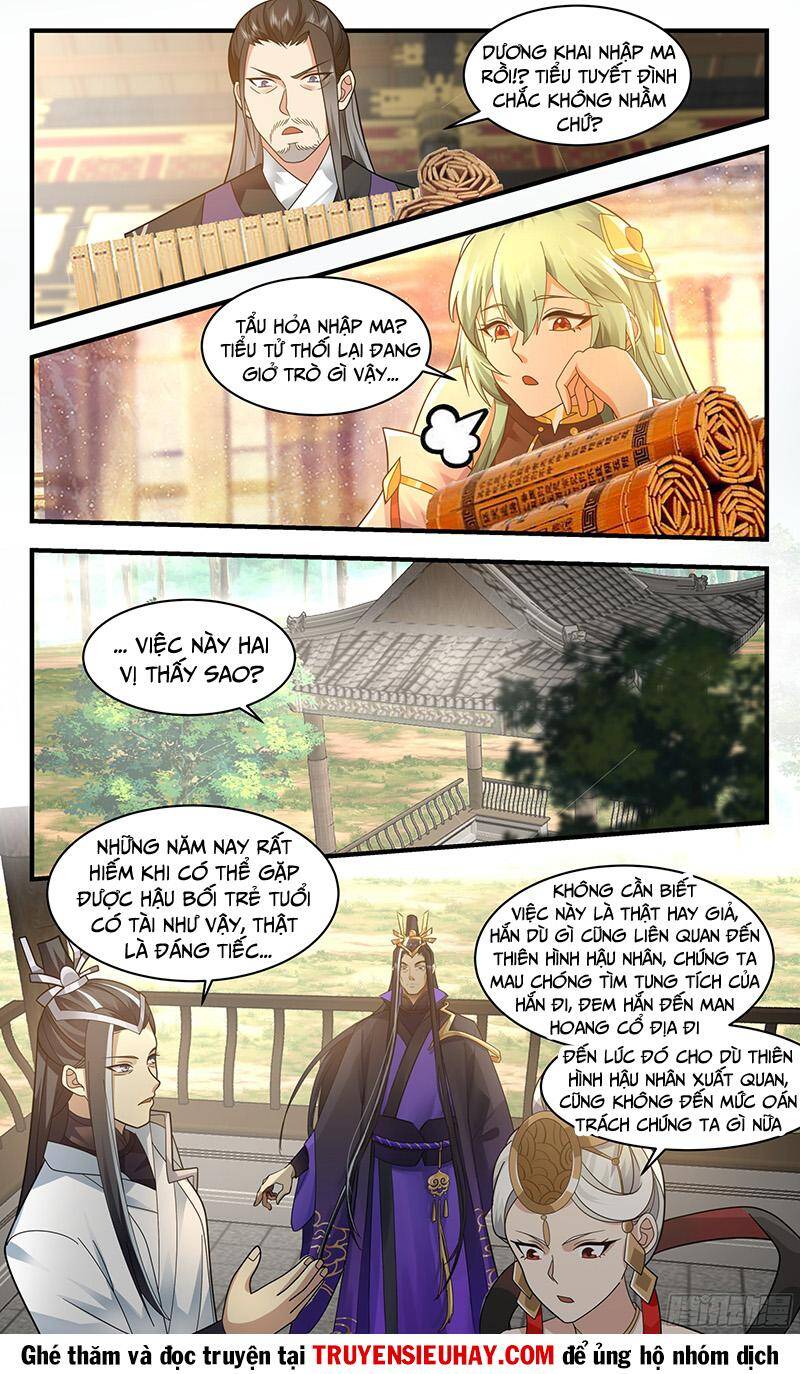 DƯƠNG KHAI NHẬP MA
RỒI!? TIỂU TUYẾT ĐÌNH
CHẮC KHÔNG NHẦM
CHỨ?
TẨU HỎA NHẬP MA?
TIỂU TỬ THỐI LẠI ĐANG
GIỞ TRÒ GÌ VẬY...
... VIỆC NÀY HAI
VỊ THẤY SAO?
NHỮNG NĂM NAY RẤT
HIẾM KHI CÓ THỂ GẶP
ĐƯỢC HẬU BỐI TRẺ TUỔI
CÓ TÀI NHƯ VẬY, THẬT
LÀ ĐÁNG TIẾC...
KHÔNG CẦN BIẾT
VIỆC NÀY LÀ THẬT HAY GIẢ,
HẮN DÙ GÌ CŨNG LIÊN QUAN ĐẾN
THIÊN HÌNH HẬU NHÂN, CHÚNG TA
MAU CHÓNG TÌM TUNG TÍCH CỦA
HẮN ĐI, ĐEM HẮN ĐẾN MAN
HOANG CỔ ĐỊA ĐI
ĐẾN LÚC ĐÓ CHO DÙ THIÊN
HÌNH HẬU NHÂN XUẤT QUAN,
CŨNG KHÔNG ĐẾN MỨC OÁN
TRÁCH CHÚNG TA GÌ NỮA
Ghé thăm và đọc truyện tại TRUYENSIEUHAY.COM để ủng hộ nhóm dịch